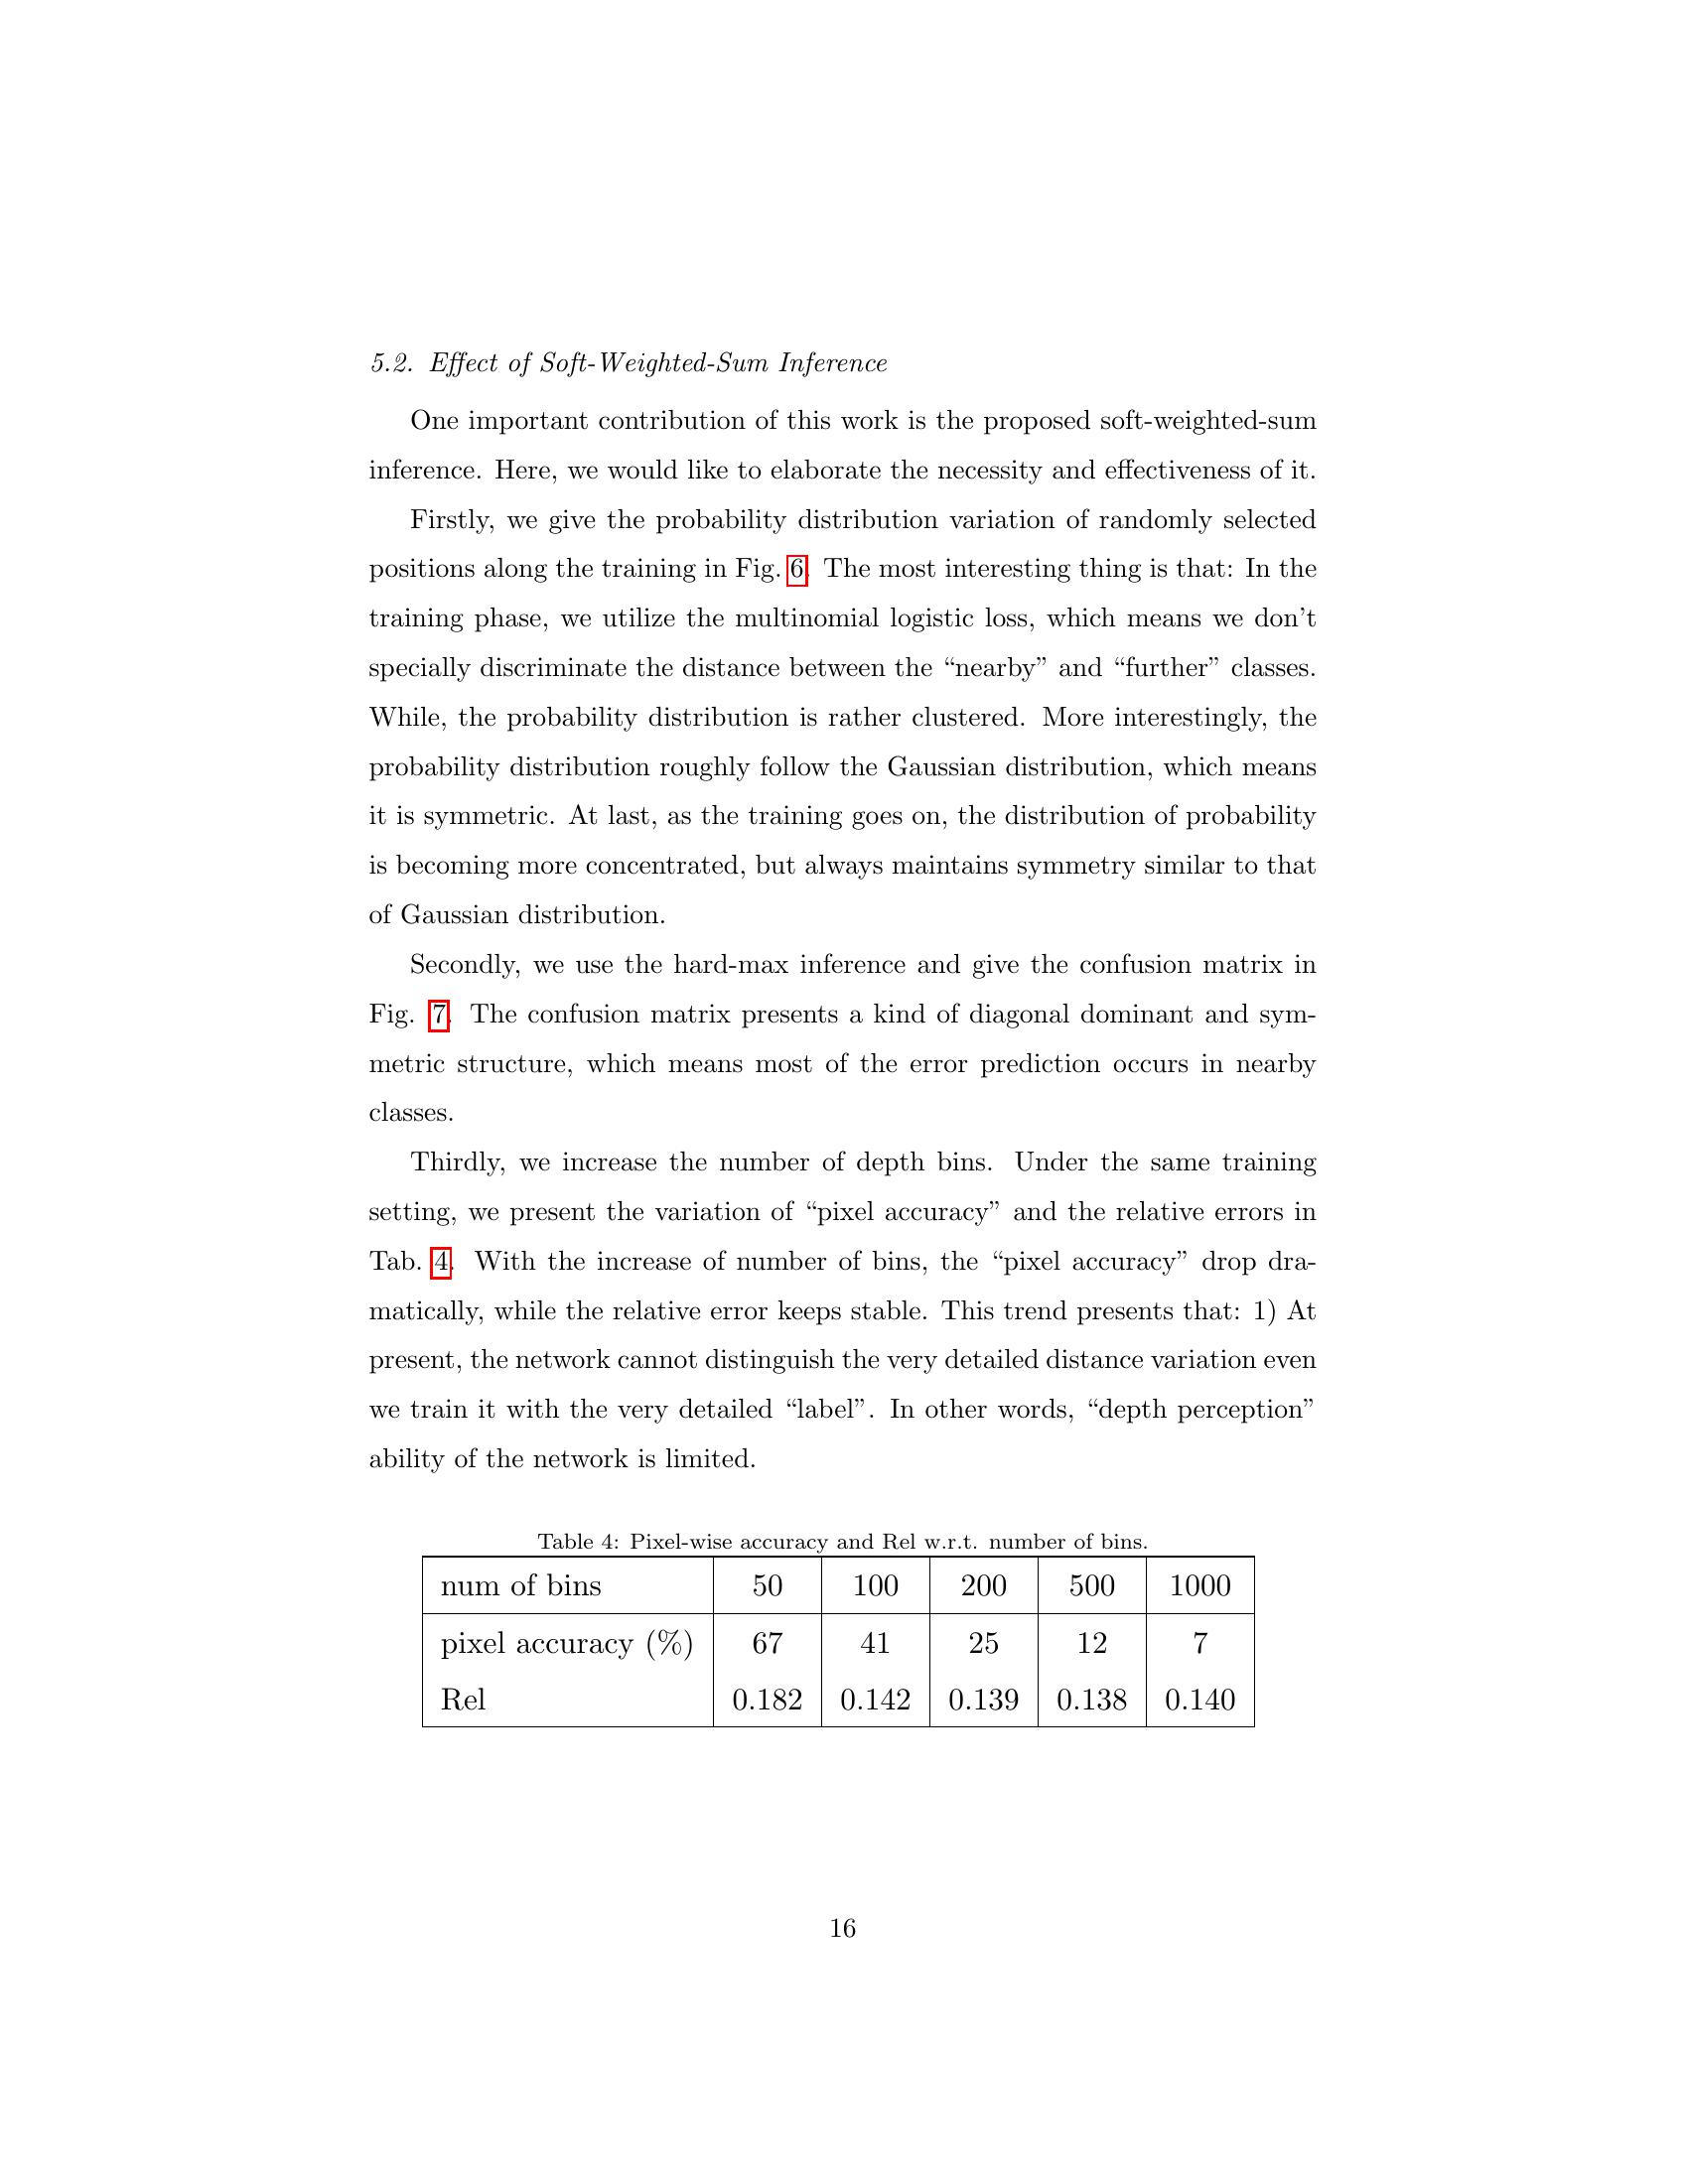 5.2. Effect of Soft-Weighted-Sum Inference
One important contribution of this work is the proposed soft-weighted-sum
inference. Here, we would like to elaborate the necessity and effectiveness of it.
Firstly, we give the probability distribution variation of randomly selected
positions along the training in Fig. 6. The most interesting thing is that: In the
training phase, we utilize the multinomial logistic loss, which means we don't
specially discriminate the distance between the “nearby” and “further” classes.
While, the probability distribution is rather clustered. More interestingly, the
probability distribution roughly follow the Gaussian distribution, which means
it is symmetric. At last, as the training goes on, the distribution of probability
is becoming more concentrated, but always maintains symmetry similar to that
of Gaussian distribution.
Secondly, we use the hard-max inference and give the confusion matrix in
Fig. 7. The confusion matrix presents a kind of diagonal dominant and sym-
metric structure, which means most of the error prediction occurs in nearby
classes.
Thirdly, we increase the number of depth bins. Under the same training
setting, we present the variation of “pixel accuracy” and the relative errors in
Tab. 4. With the increase of number of bins, the “pixel accuracy” drop dra-
matically, while the relative error keeps stable. This trend presents that: 1) At
present, the network cannot distinguish the very detailed distance variation even
we train it with the very detailed “label”. In other words, “depth perception”
ability of the network is limited.
Table 4: Pixel-wise accuracy and Rel w.r.t. number of bins.
num of bins 50 100 200 500 1000
pixel accuracy (%) 67 41 25 12 7
Rel 0.182 0.142 0.139 0.138 0.140
16